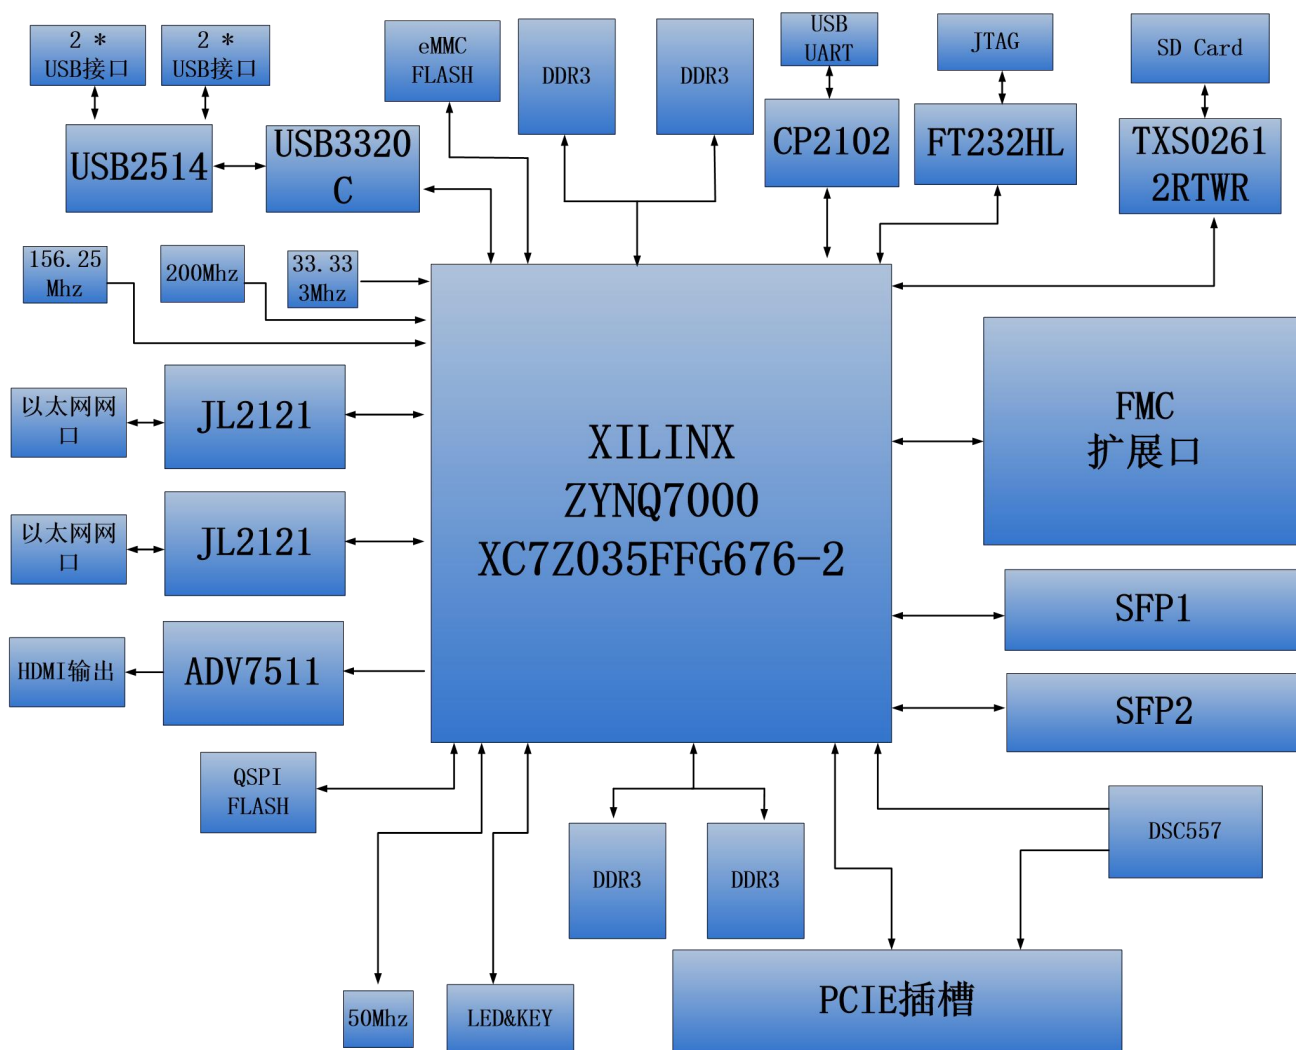 2 *
USB接口
2 *
USB接口
eMMC
FLASH
DDR3
DDR3
USB
UART
JTAG
SD Card
USB2514
USB3320
C
CP2102
FT232HL
TXS0261
2RTWR
156.25
Mhz
200Mhz
33.33
3Mhz
以太网网
口
JL2121
以太网网
口
JL2121
HDMI输出
ADV7511
XILINX
ZYNQ7000
XC7Z035FFG676-2
FMC
扩展口
SFP1
SFP2
QSPI
FLASH
DDR3
DDR3
DSC557
50Mhz
LED&KEY
PCIE插槽